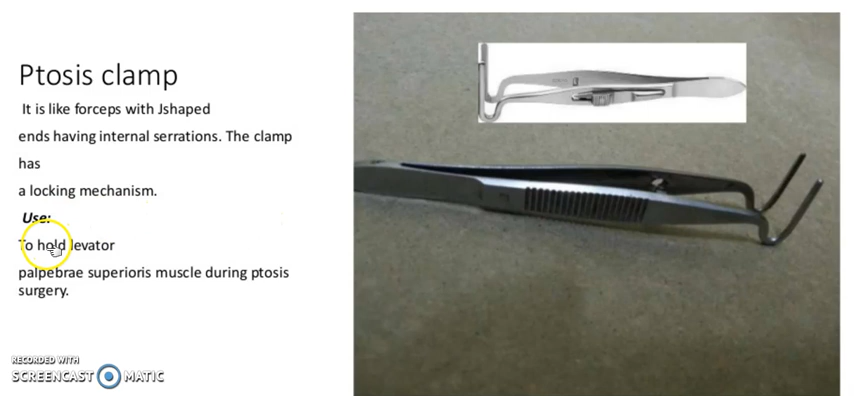 Ptosis clamp
It is like forceps with Jshaped
ends having internal serrations. The clamp
has
a locking mechanism.
Use:
To hold levator
palpebrae superioris muscle during ptosis
surgery.
RECORDED WITH
SCREENCAST MATIC